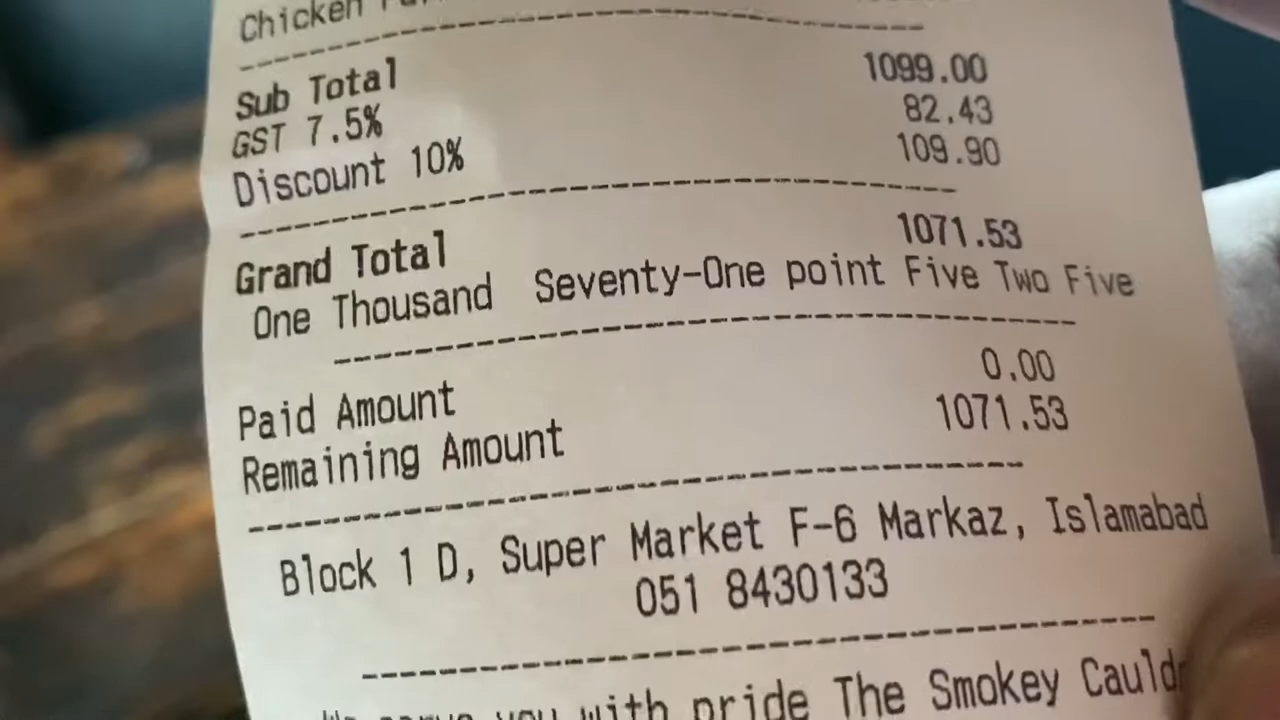 Chicken
Sub Total 1099.00
GST 7.5% 82.43
Discount 10% 109.90
Grand Total 1071.53
One Thousand Seventy-One point Five Two Five
Paid Amount 0.00
Remaining Amount 1071.53
Block 1 D, Super Market F-6 Markaz, Islamabad
051 8430133
you with pride The Smokey